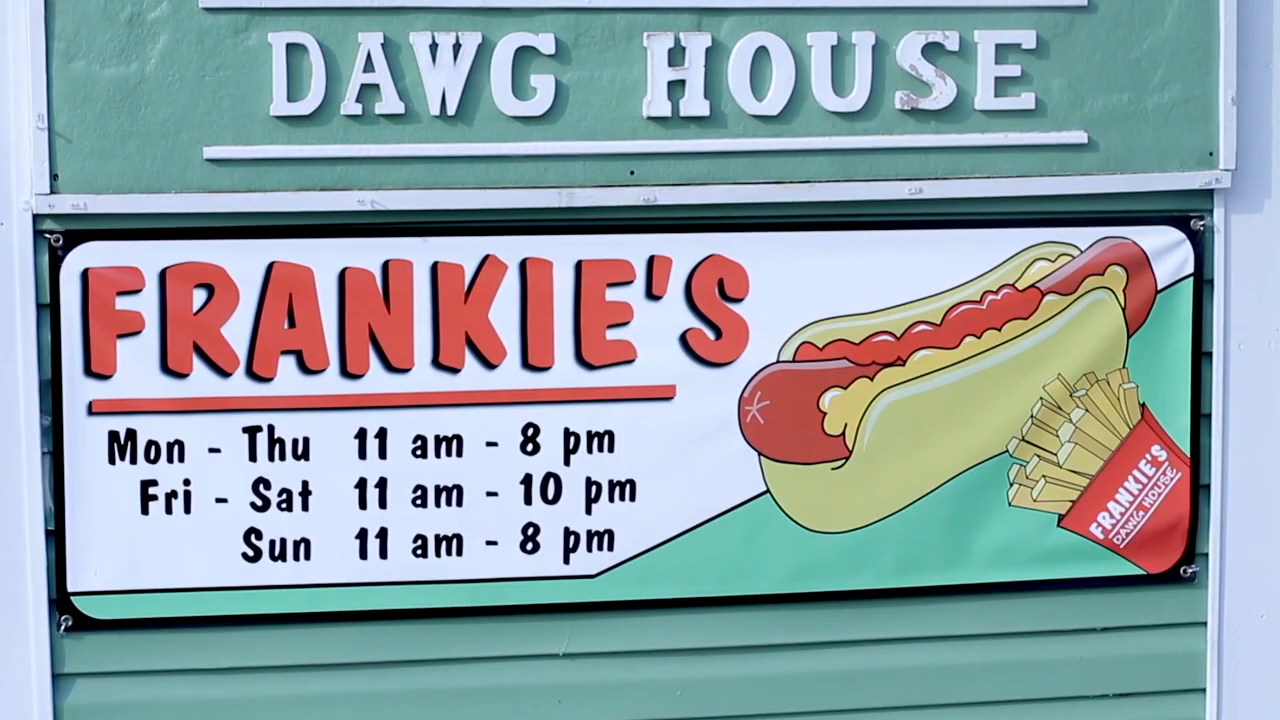 DAWG HOUSE
FRANKIE'S
Mon - Thu 11 am - 8 pm
Fri - Sat 11 am - 10 pm
Sun 11 am - 8 pm
FRANKIE'S
DAWG HOUSE